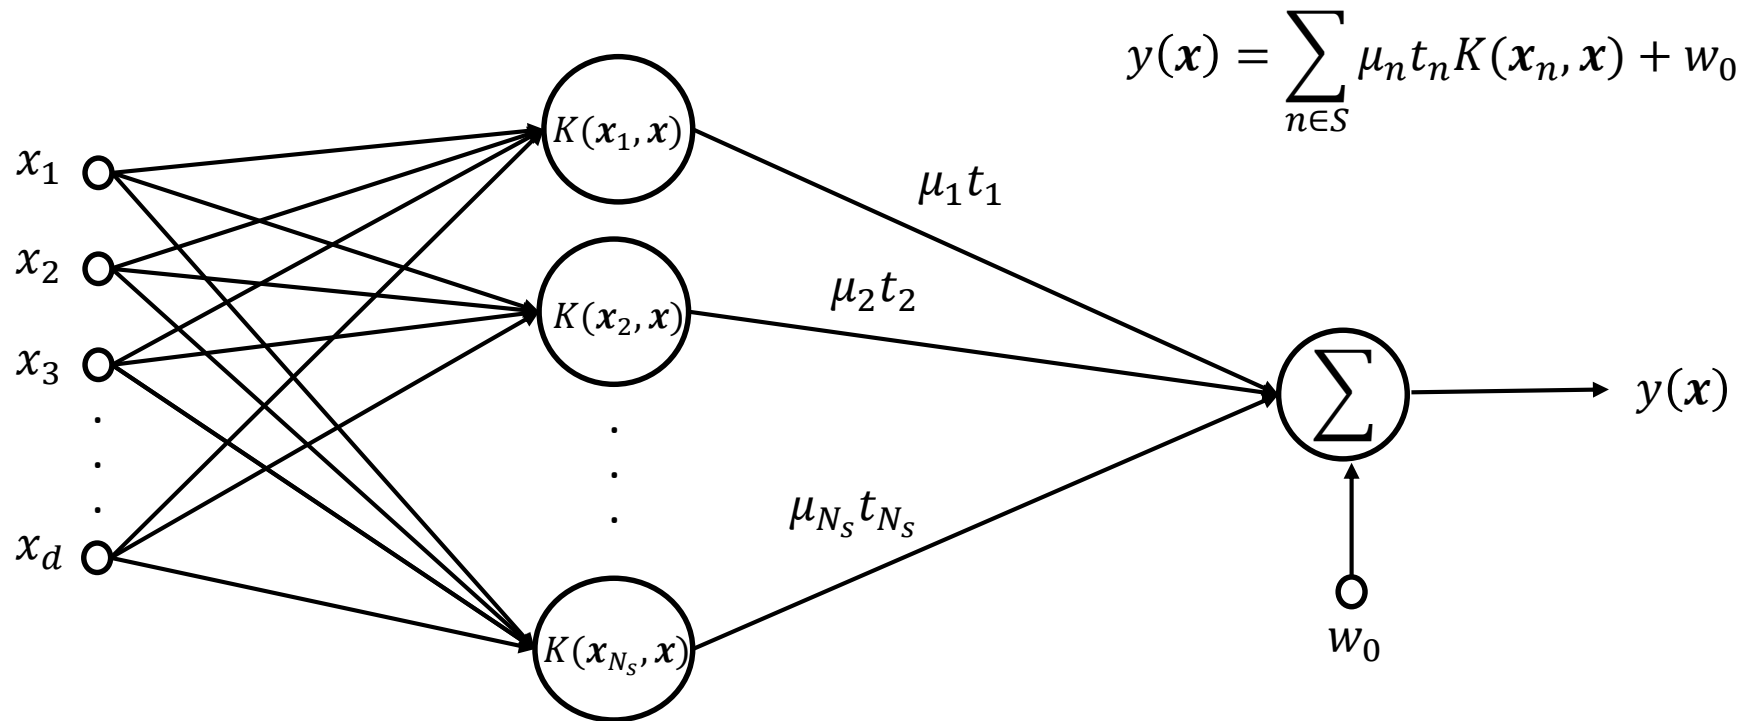 y(𝒙) = ∑_{n∈S} μ_n t_n K(𝒙_n, 𝒙) + w_0
K(𝒙_1, 𝒙)
x_1
μ_1 t_1
x_2
K(𝒙_2, 𝒙)
μ_2 t_2
x_3
∑
y(𝒙)
.
.
.
.
.
.
μ_{N_s} t_{N_s}
x_d
K(𝒙_{N_s}, 𝒙)
w_0